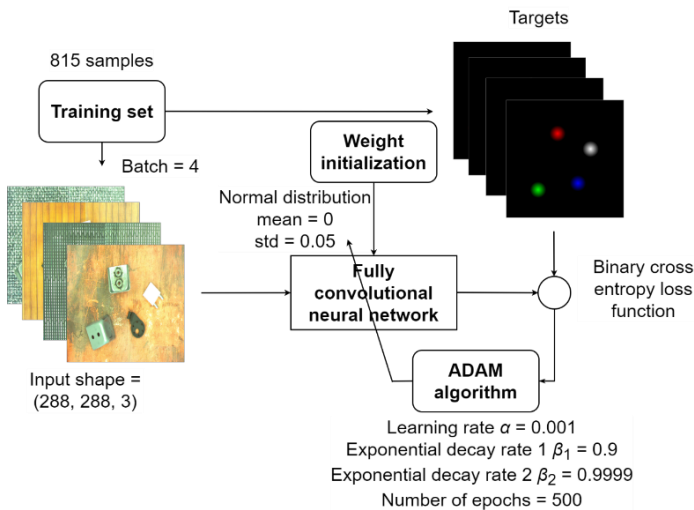 Targets
815 samples
Training set
Batch = 4
Weight
initialization
Normal distribution
mean = 0
std = 0.05
Fully
convolutional
neural network
Binary cross
entropy loss
function
Input shape =
(288, 288, 3)
ADAM
algorithm
Learning rate α = 0.001
Exponential decay rate 1 β₁ = 0.9
Exponential decay rate 2 β₂ = 0.9999
Number of epochs = 500